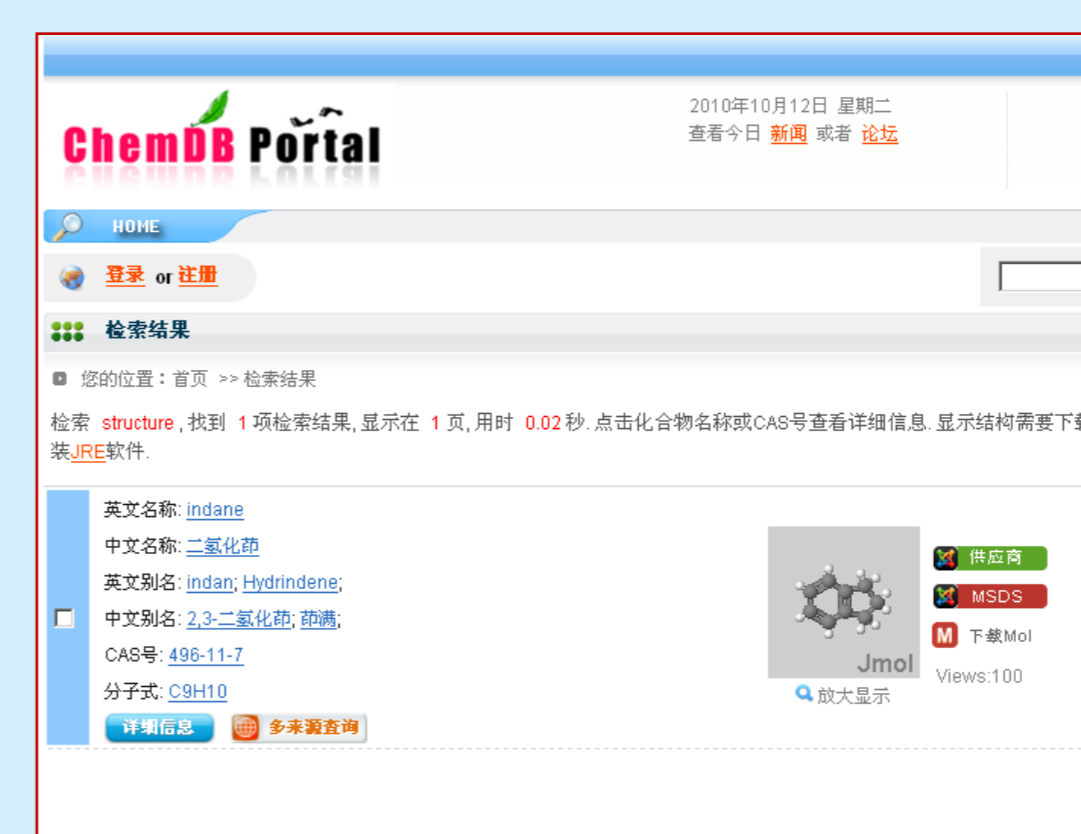 ChemDB Portal
2010年10月12日 星期二
查看今日 新闻 或者 论坛
HOME
登录 or 注册
检索结果
您的位置：首页 >> 检索结果
检索 structure , 找到 1 项检索结果, 显示在 1 页, 用时 0.02 秒. 点击化合物名称或CAS号查看详细信息. 显示结构需要下载
装JRE软件.
英文名称: indane
中文名称: 二氢化茚
英文别名: indan; Hydrindene;
中文别名: 2,3-二氢化茚; 茚满;
CAS号: 496-11-7
分子式: C9H10
详细信息 多来源查询
Jmol
放大显示
供应商
MSDS
M 下载Mol
Views:100